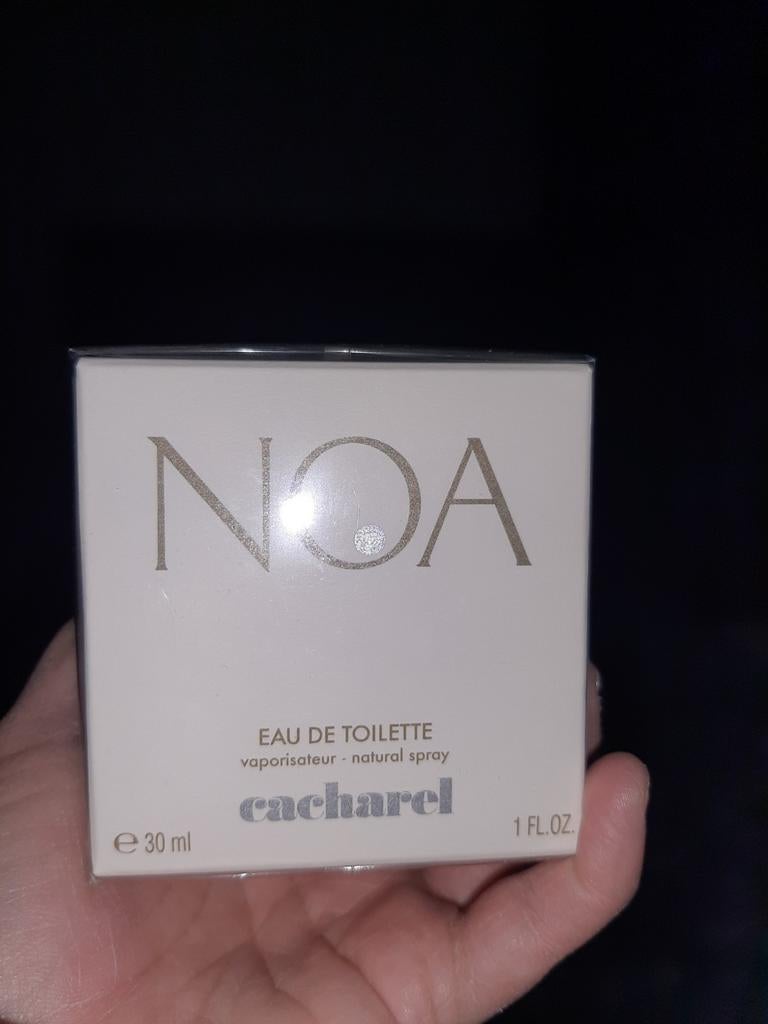 NOA
EAU DE TOILETTE
vaporisateur - natural spray
cacharel
℮ 30 ml
1 FL.OZ.